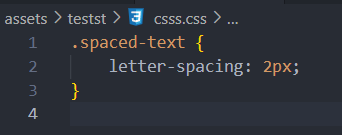 assets > testst > csss.css > ...
1 .spaced-text {
2     letter-spacing: 2px;
3 }
4